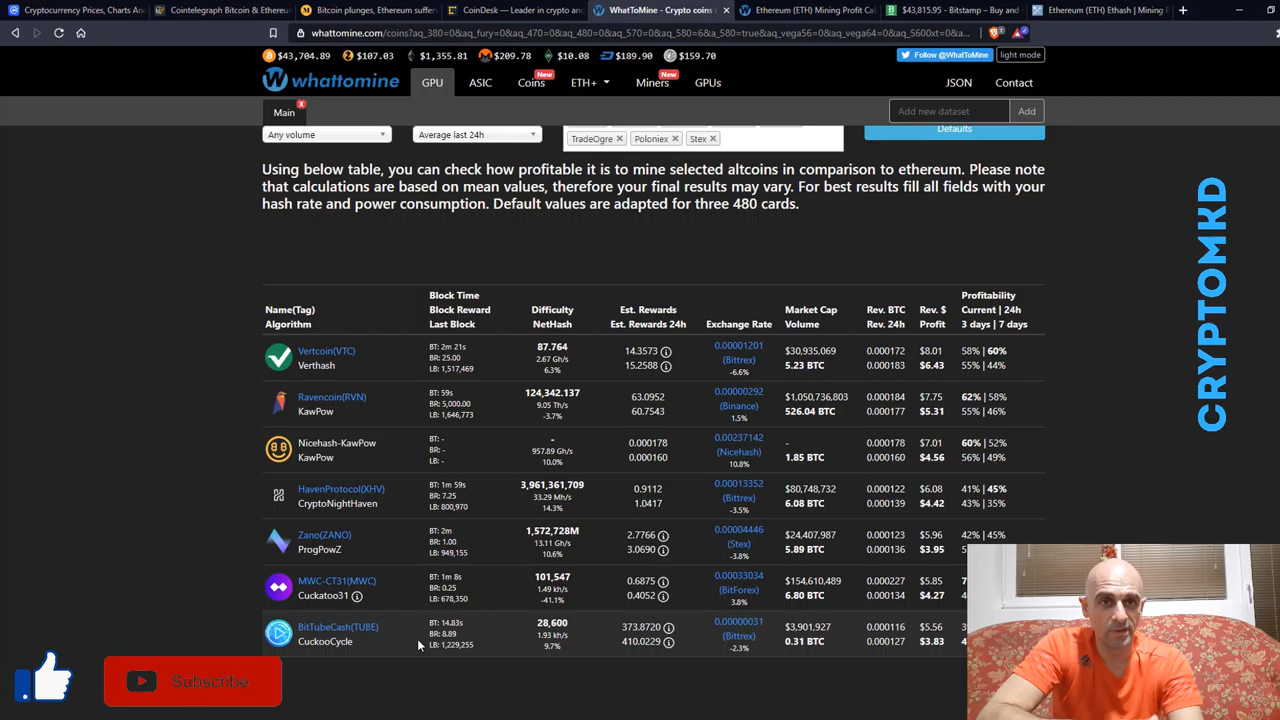 Cryptocurrency Prices, Charts An
Cointelegraph Bitcoin & Ethereu
Bitcoin plunges, Ethereum suffer
CoinDesk — Leader in crypto and
WhatToMine - Crypto coins
Ethereum (ETH) Mining Profit Cal
$43,815.95 - Bitstamp – Buy and
Ethereum (ETH) Ethash | Mining P
whattomine.com/coins?aq_380=0&aq_fury=0&aq_470=0&aq_480=0&aq_570=0&aq_580=6&a_580=true&aq_vega56=0&aq_vega64=0&aq_5600xt=0&a...
$43,704.89 $107.03 $1,355.81 $209.78 $10.08 $189.90 $159.70
Follow @WhatToMine
light mode
whattomine
GPU ASIC Coins New ETH+ Miners New GPUs JSON Contact
Main x
Add new dataset Add
Any volume
Average last 24h
TradeOgre Poloniex Stex
Defaults
Using below table, you can check how profitable it is to mine selected altcoins in comparison to ethereum. Please note
that calculations are based on mean values, therefore your final results may vary. For best results fill all fields with your
hash rate and power consumption. Default values are adapted for three 480 cards.
CRYPTOMKD
Block Time Profitability
Name(Tag) Block Reward Difficulty Est. Rewards Market Cap Rev. BTC Rev. $ Current | 24h
Algorithm Last Block NetHash Est. Rewards 24h Exchange Rate Volume Rev. 24h Profit 3 days | 7 days
Vertcoin(VTC) BT: 2m 21s 87.764 14.3573 0.00001201 $30,935,069 0.000172 $8.01 58% | 60%
Verthash BR: 25.00 2.67 Gh/s 15.2588 (Bittrex) 5.23 BTC 0.000183 $6.43 55% | 44%
LB: 1,517,469 6.3% -6.6%
Ravencoin(RVN) BT: 59s 124,342.137 63.0952 0.00000292 $1,050,736,803 0.000184 $7.75 62% | 58%
KawPow BR: 5,000.00 9.05 Th/s 60.7543 (Binance) 526.04 BTC 0.000177 $5.31 55% | 46%
LB: 1,646,773 -3.7% 1.5%
Nicehash-KawPow BT: - - 0.000178 0.00237142 - 0.000178 $7.01 60% | 52%
KawPow BR: - 957.89 Gh/s 0.000160 (Nicehash) 1.85 BTC 0.000160 $4.56 56% | 49%
LB: - 10.0% 10.8%
HavenProtocol(XHV) BT: 1m 59s 3,961,361,709 0.9112 0.00013352 $80,748,732 0.000122 $6.08 41% | 45%
CryptoNightHaven BR: 7.25 33.29 Mh/s 1.0417 (Bittrex) 6.08 BTC 0.000139 $4.42 43% | 35%
LB: 800,970 14.3% -3.5%
Zano(ZANO) BT: 2m 1,572,728M 2.7766 0.00004446 $24,407,987 0.000123 $5.96 42% | 45%
ProgPowZ BR: 1.00 13.11 Gh/s 3.0690 (Stex) 5.89 BTC 0.000136 $3.95
LB: 949,155 10.6% -3.8%
MWC-CT31(MWC) BT: 1m 8s 101,547 0.6875 0.00033034 $154,610,489 0.000227 $5.85
Cuckatoo31 BR: 0.25 1.49 kh/s 0.4052 (BitForex) 6.80 BTC 0.000134 $4.27
LB: 678,350 -41.1% 3.8%
BitTubeCash(TUBE) BT: 14.83s 28,600 373.8720 0.00000031 $3,901,927 0.000116 $5.56
CuckooCycle BR: 8.89 1.93 kh/s 410.0229 (Bittrex) 0.31 BTC 0.000127 $3.83
LB: 1,229,255 9.7% -2.3%
Subscribe